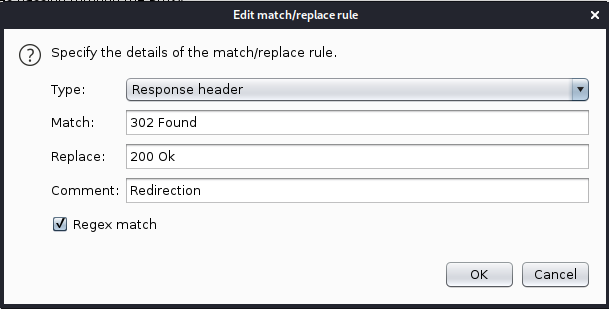 Edit match/replace rule
Specify the details of the match/replace rule.
Type: Response header
Match: 302 Found
Replace: 200 Ok
Comment: Redirection
Regex match
OK Cancel